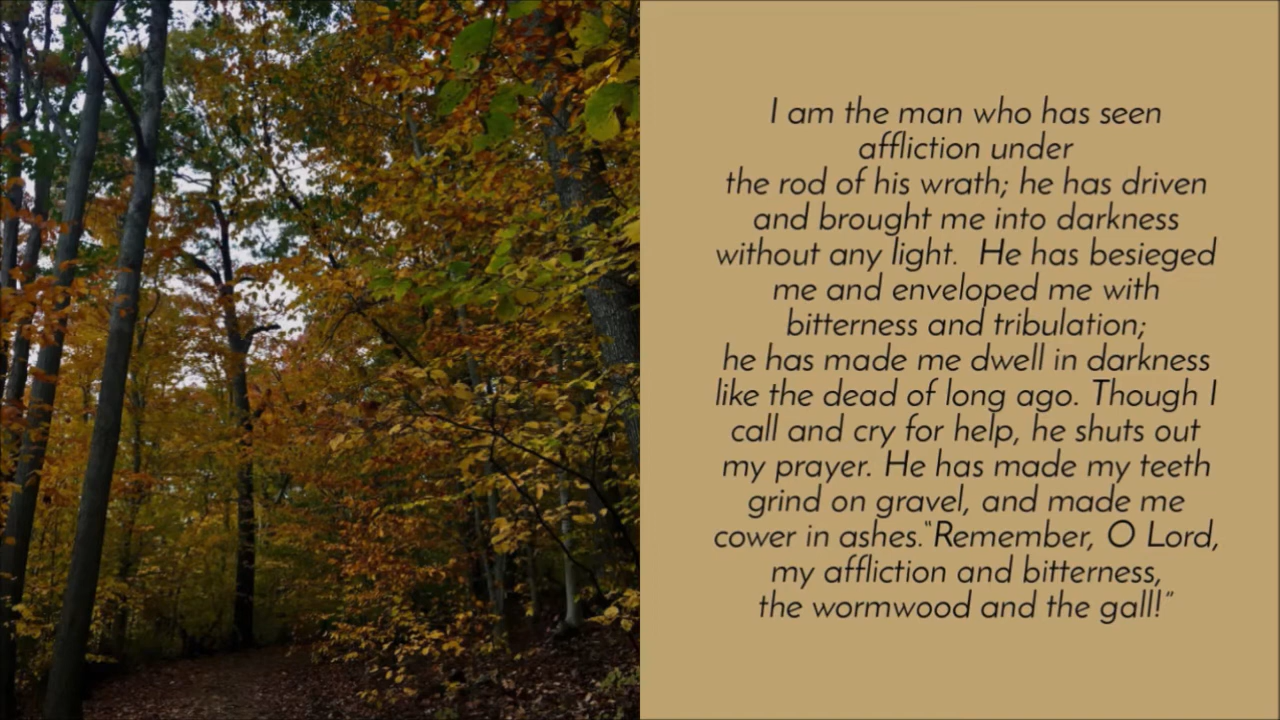 I am the man who has seen
affliction under
the rod of his wrath; he has driven
and brought me into darkness
without any light.  He has besieged
me and enveloped me with
bitterness and tribulation;
he has made me dwell in darkness
like the dead of long ago. Though I
call and cry for help, he shuts out
my prayer. He has made my teeth
grind on gravel, and made me
cower in ashes.“Remember, O Lord,
my affliction and bitterness,
the wormwood and the gall!”